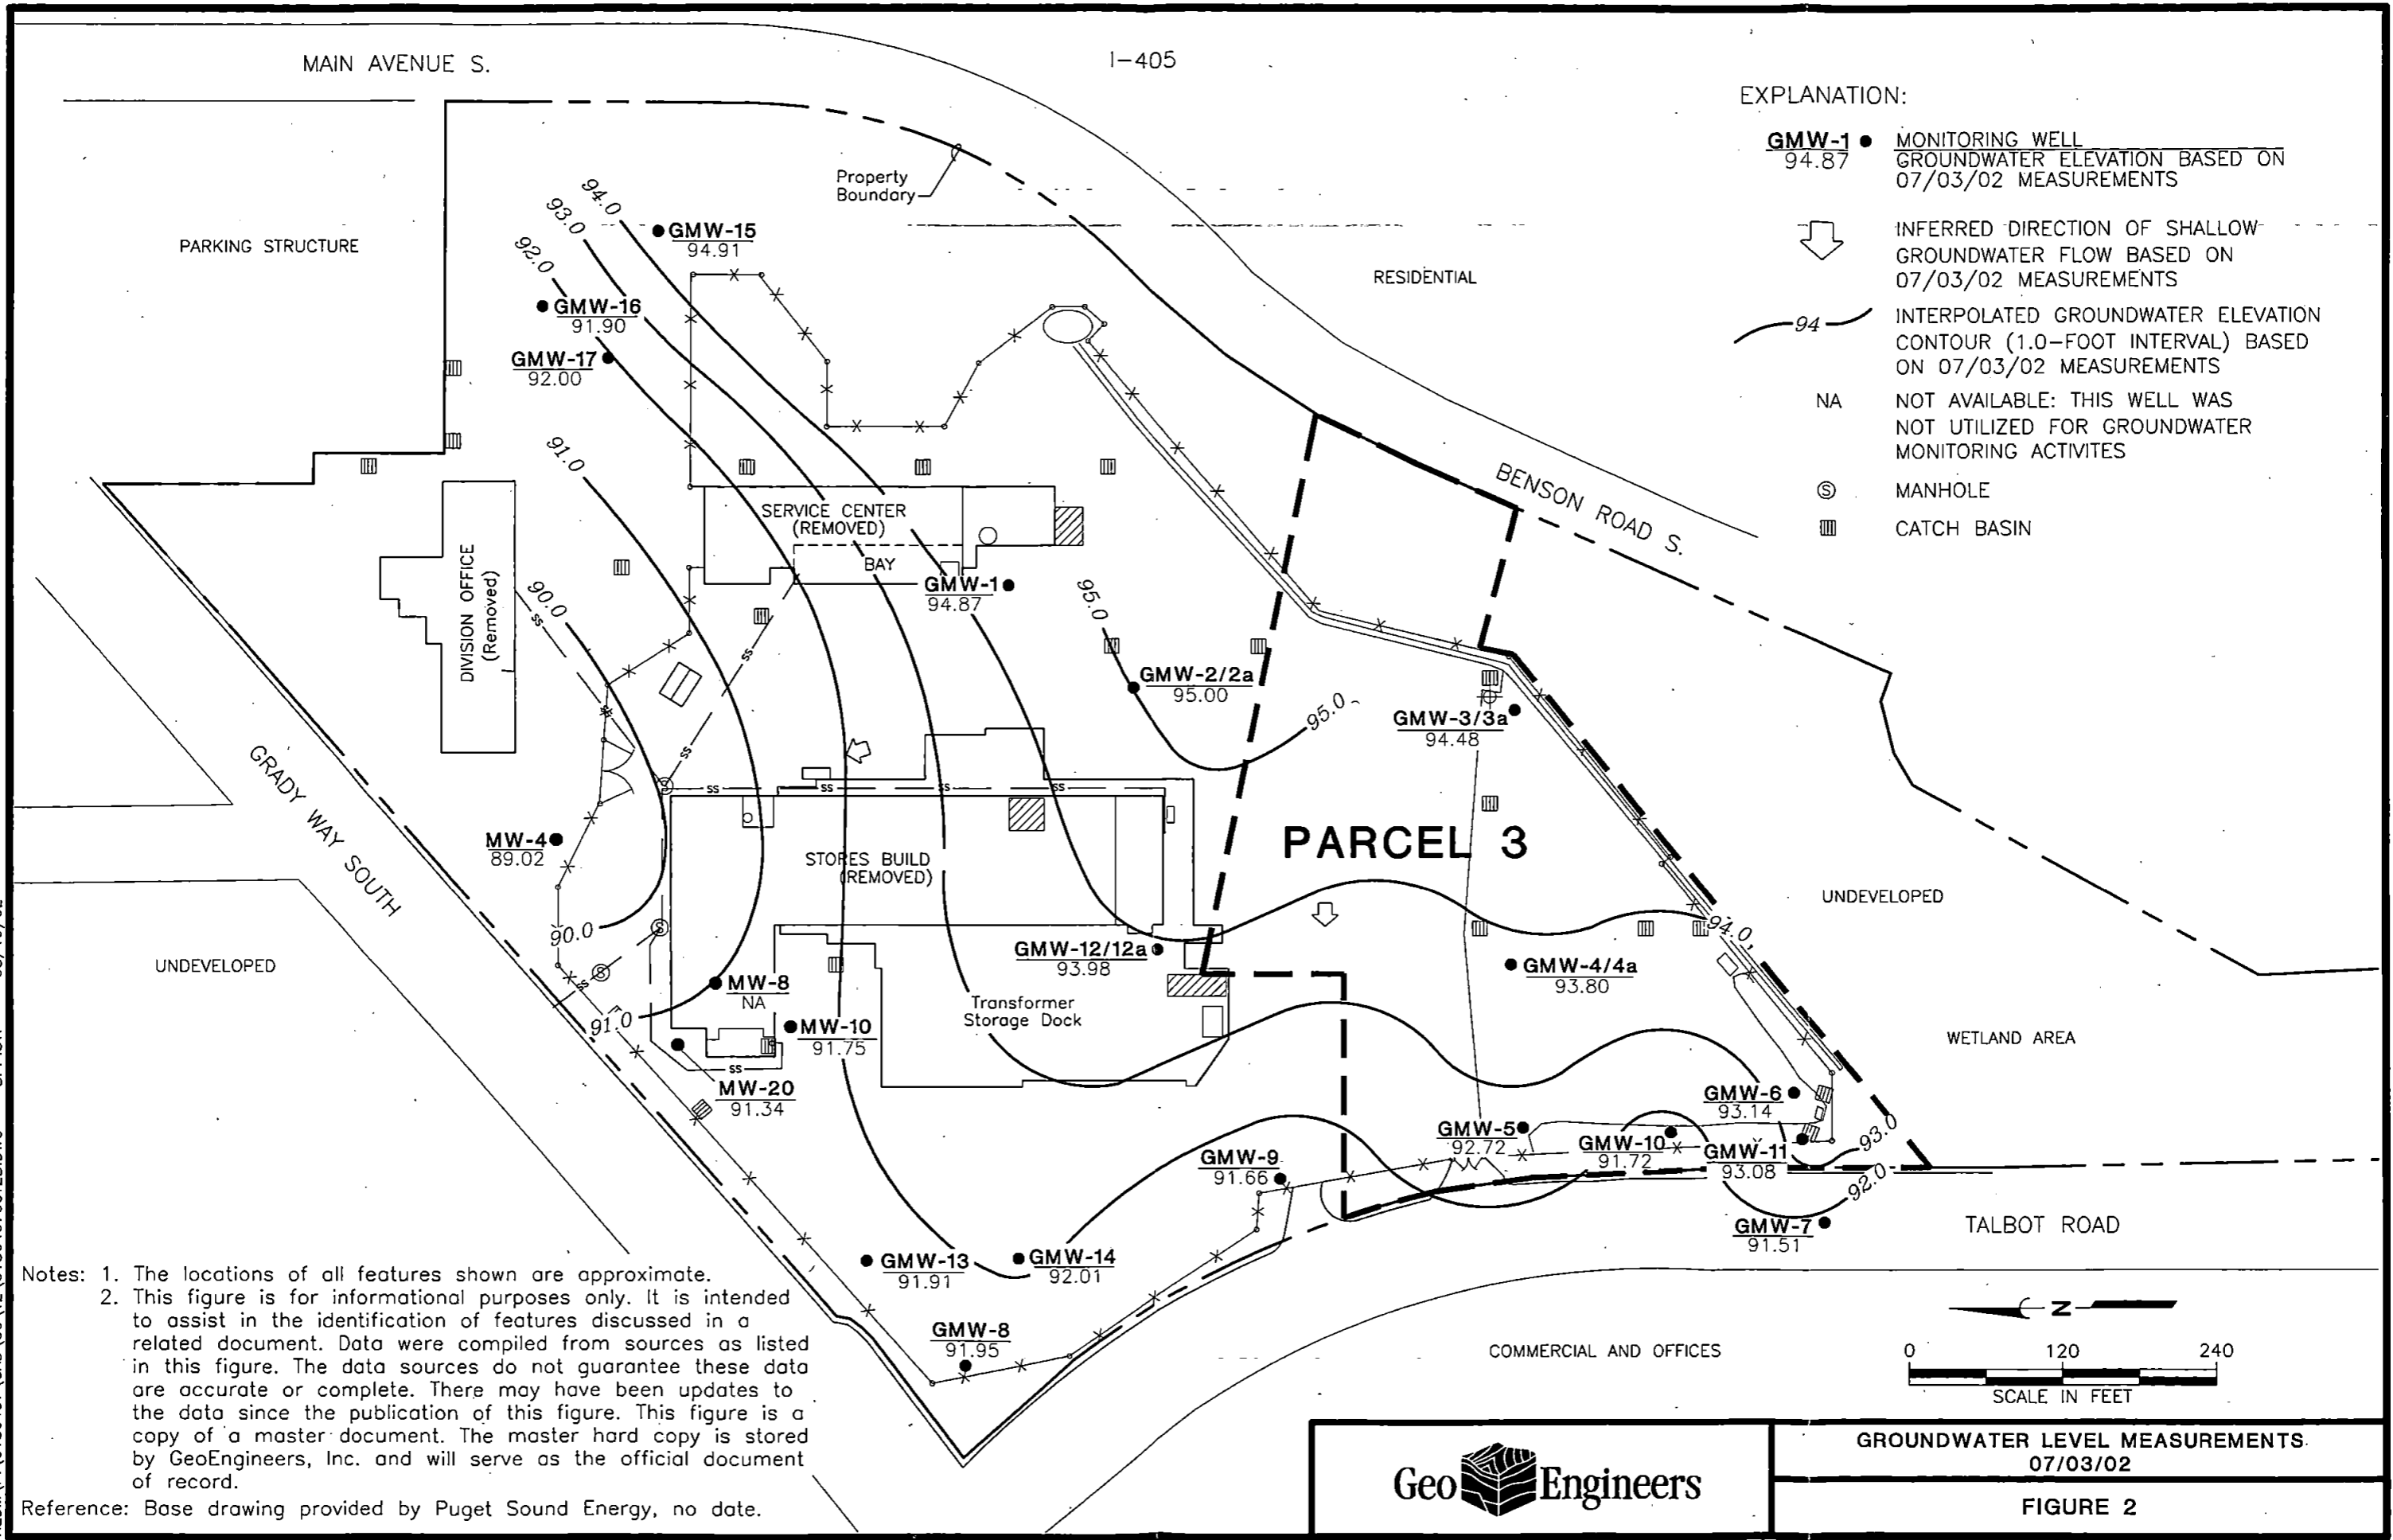 MAIN AVENUE S.
I-405
Property
Boundary
PARKING STRUCTURE
RESIDENTIAL
BENSON ROAD S.
EXPLANATION:
GMW-1
94.87
MONITORING WELL
GROUNDWATER ELEVATION BASED ON
07/03/02 MEASUREMENTS
INFERRED DIRECTION OF SHALLOW
GROUNDWATER FLOW BASED ON
07/03/02 MEASUREMENTS
94
INTERPOLATED GROUNDWATER ELEVATION
CONTOUR (1.0-FOOT INTERVAL) BASED
ON 07/03/02 MEASUREMENTS
NA
NOT AVAILABLE: THIS WELL WAS
NOT UTILIZED FOR GROUNDWATER
MONITORING ACTIVITES
S
MANHOLE
CATCH BASIN
94.0
93.0
92.0
GMW-15
94.91
GMW-16
91.90
GMW-17
92.00
91.0
90.0
SERVICE CENTER
(REMOVED)
BAY
GMW-1
94.87
DIVISION OFFICE
(Removed)
ss
ss
ss
ss
95.0
GMW-2/2a
95.00
95.0
GMW-3/3a
94.48
GRADY WAY SOUTH
S
ss
ss
ss
ss
MW-4
89.02
STORES BUILD
(REMOVED)
PARCEL 3
UNDEVELOPED
90.0
S
S
ss
UNDEVELOPED
94.0
GMW-12/12a
93.98
GMW-4/4a
93.80
MW-8
NA
Transformer
Storage Dock
91.0
MW-10
91.75
WETLAND AREA
ss
MW-20
91.34
GMW-6
93.14
GMW-5
92.72
GMW-10
91.72
GMW-11
93.08
93.0
92.0
GMW-9
91.66
GMW-7
91.51
TALBOT ROAD
GMW-13
91.91
GMW-14
92.01
GMW-8
91.95
COMMERCIAL AND OFFICES
N
0 120 240
SCALE IN FEET
Notes: 1. The locations of all features shown are approximate.
2. This figure is for informational purposes only. It is intended
to assist in the identification of features discussed in a
related document. Data were compiled from sources as listed
in this figure. The data sources do not guarantee these data
are accurate or complete. There may have been updates to
the data since the publication of this figure. This figure is a
copy of a master document. The master hard copy is stored
by GeoEngineers, Inc. and will serve as the official document
of record.
Reference: Base drawing provided by Puget Sound Energy, no date.
Geo Engineers
GROUNDWATER LEVEL MEASUREMENTS
07/03/02
FIGURE 2